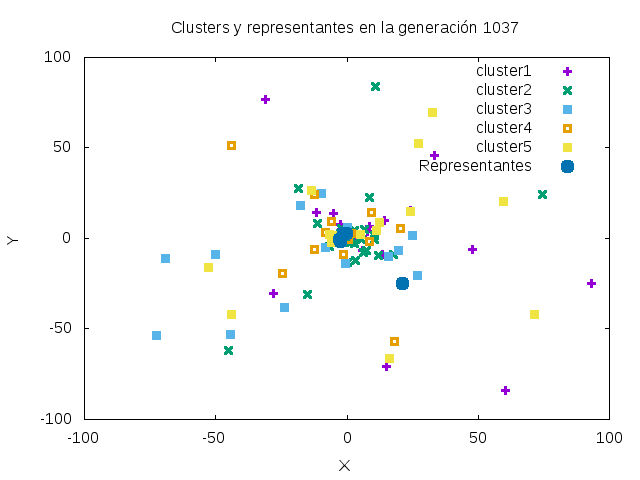 Clusters y representantes en la generación 1037
cluster1
cluster2
cluster3
cluster4
cluster5
Representantes
100
50
0
-50
-100
Y
-100 -50 0 50 100
X